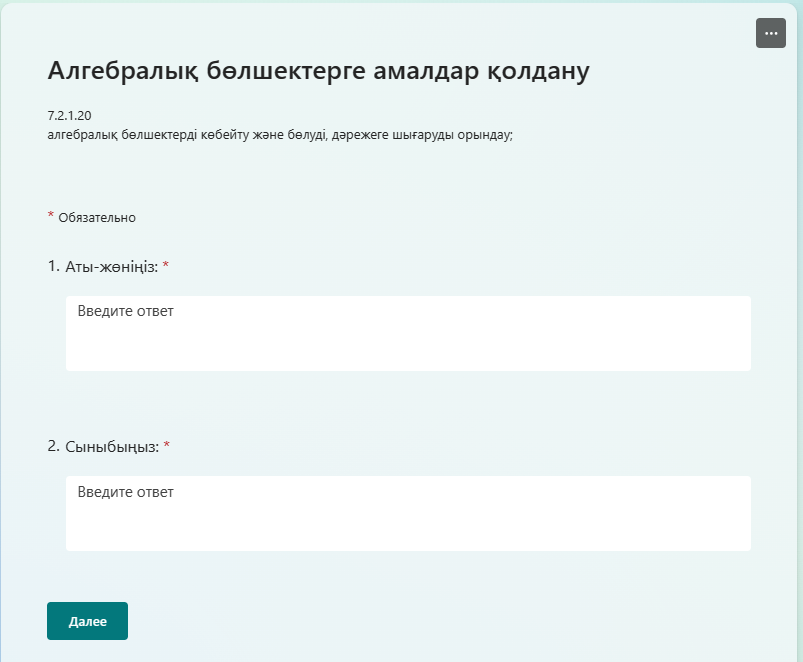 Алгебралық бөлшектерге амалдар қолдану
7.2.1.20
алгебралық бөлшектерді көбейту және бөлуді, дәрежеге шығаруды орындау;
* Обязательно
1. Аты-жөніңіз: *
Введите ответ
2. Сыныбыңыз: *
Введите ответ
Далее